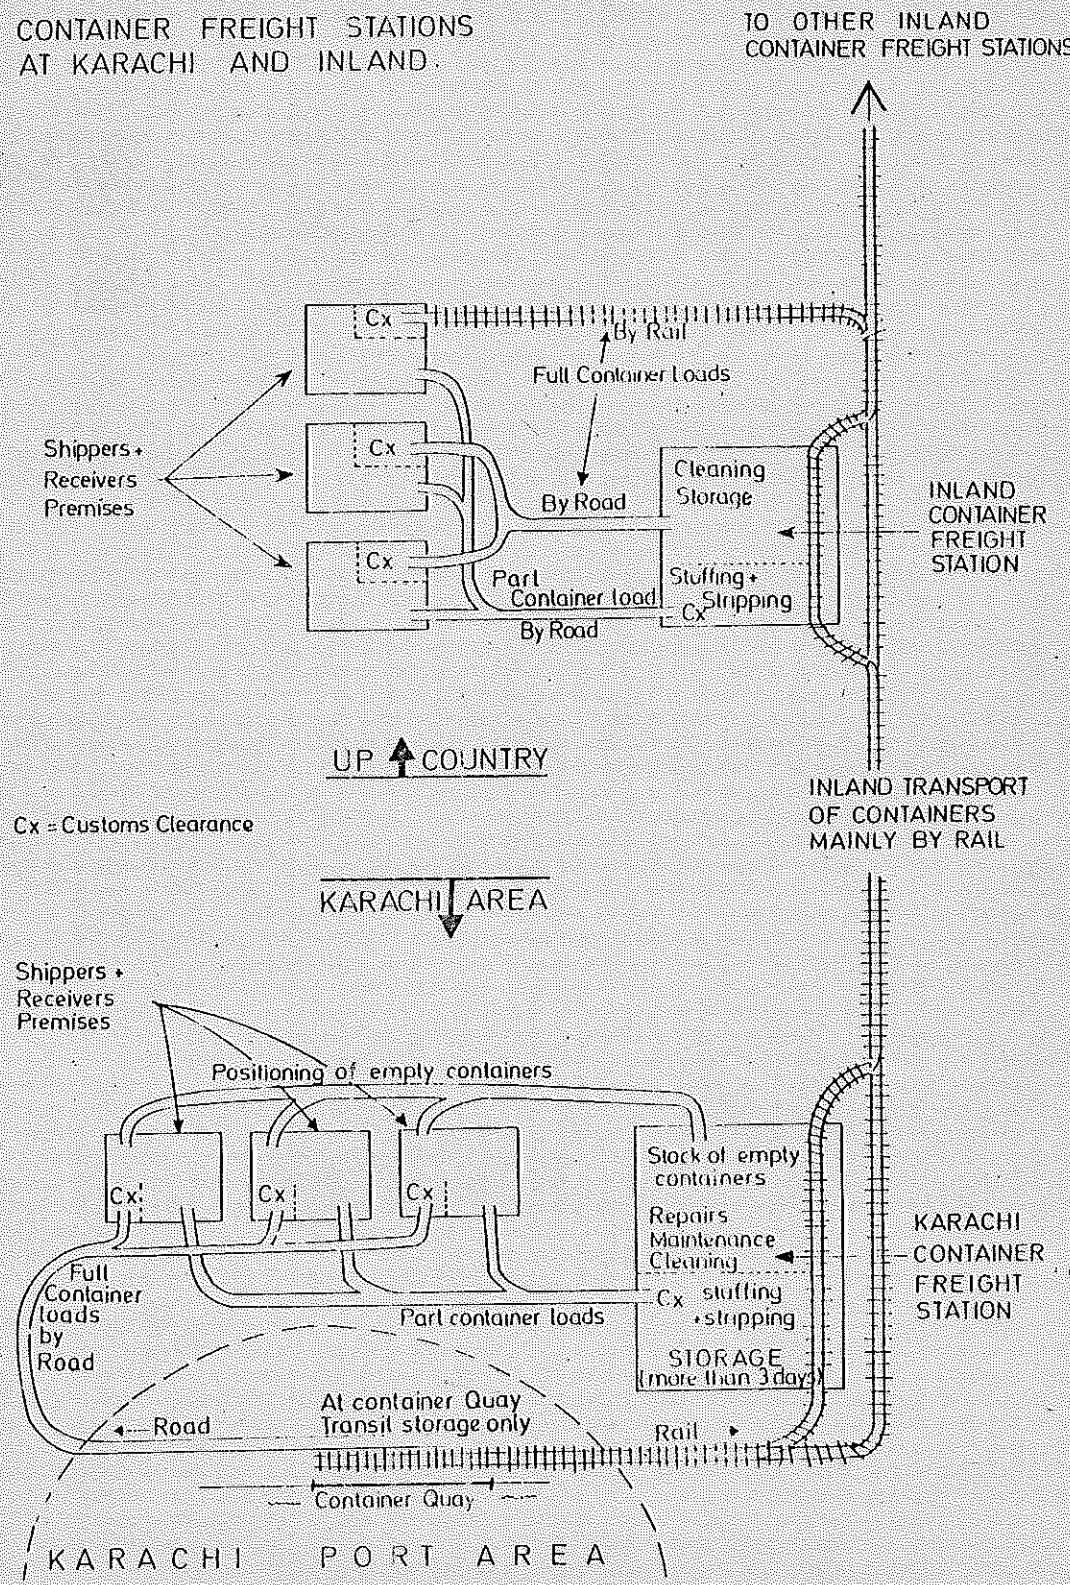 CONTAINER FREIGHT STATIONS
AT KARACHI AND INLAND.
TO OTHER INLAND
CONTAINER FREIGHT STATIONS
Cx
By Rail
Full Container Loads
Shippers +
Receivers
Premises
Cx
By Road
Cx
Part
Container load
By Road
Cleaning
Storage
Stuffing +
Stripping
Cx
INLAND
CONTAINER
FREIGHT
STATION
UP COUNTRY
INLAND TRANSPORT
OF CONTAINERS
MAINLY BY RAIL
Cx = Customs Clearance
KARACHI AREA
Shippers +
Receivers
Premises
Positioning of empty containers
Cx
Cx
Cx
Stock of empty
containers
Repairs
Maintenance
Cleaning
Cx stuffing
+ stripping
STORAGE
(more than 3 days)
KARACHI
CONTAINER
FREIGHT
STATION
Full
Container
loads
by
Road
Part container loads
At container Quay
Transit storage only
Road
Rail
Container Quay
KARACHI PORT AREA